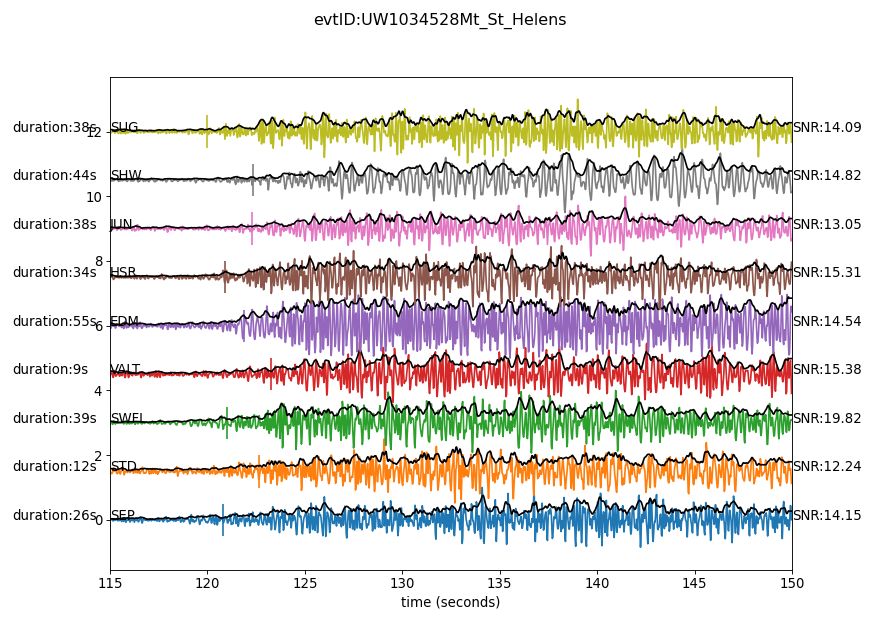 evtID:UW1034528Mt_St_Helens
duration:38s SUG SNR:14.09
12
duration:44s SHW SNR:14.82
10
duration:38s JUN SNR:13.05
8
duration:34s HSR SNR:15.31
duration:55s EDM SNR:14.54
6
duration:9s VALT SNR:15.38
4
duration:39s SWFL SNR:19.82
2
duration:12s STD SNR:12.24
duration:26s SEP SNR:14.15
0
115 120 125 130 135 140 145 150
time (seconds)